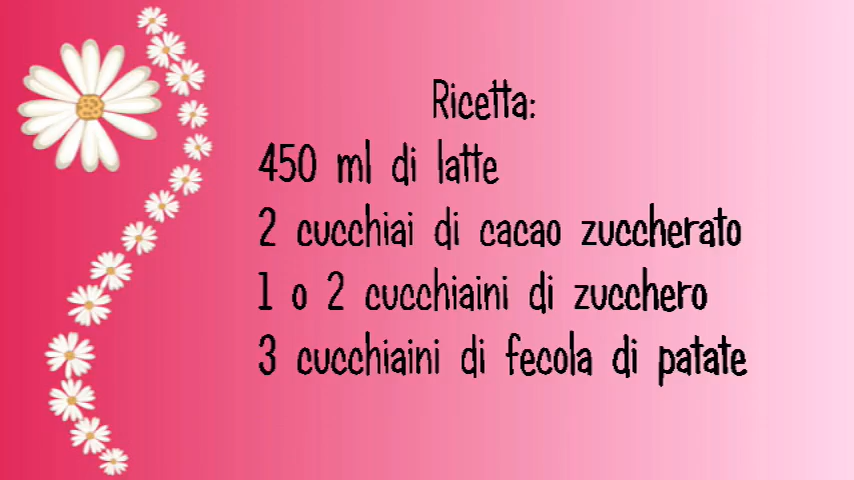 Ricetta:
450 ml di latte
2 cucchiai di cacao zuccherato
1 o 2 cucchiaini di zucchero
3 cucchiaini di fecola di patate